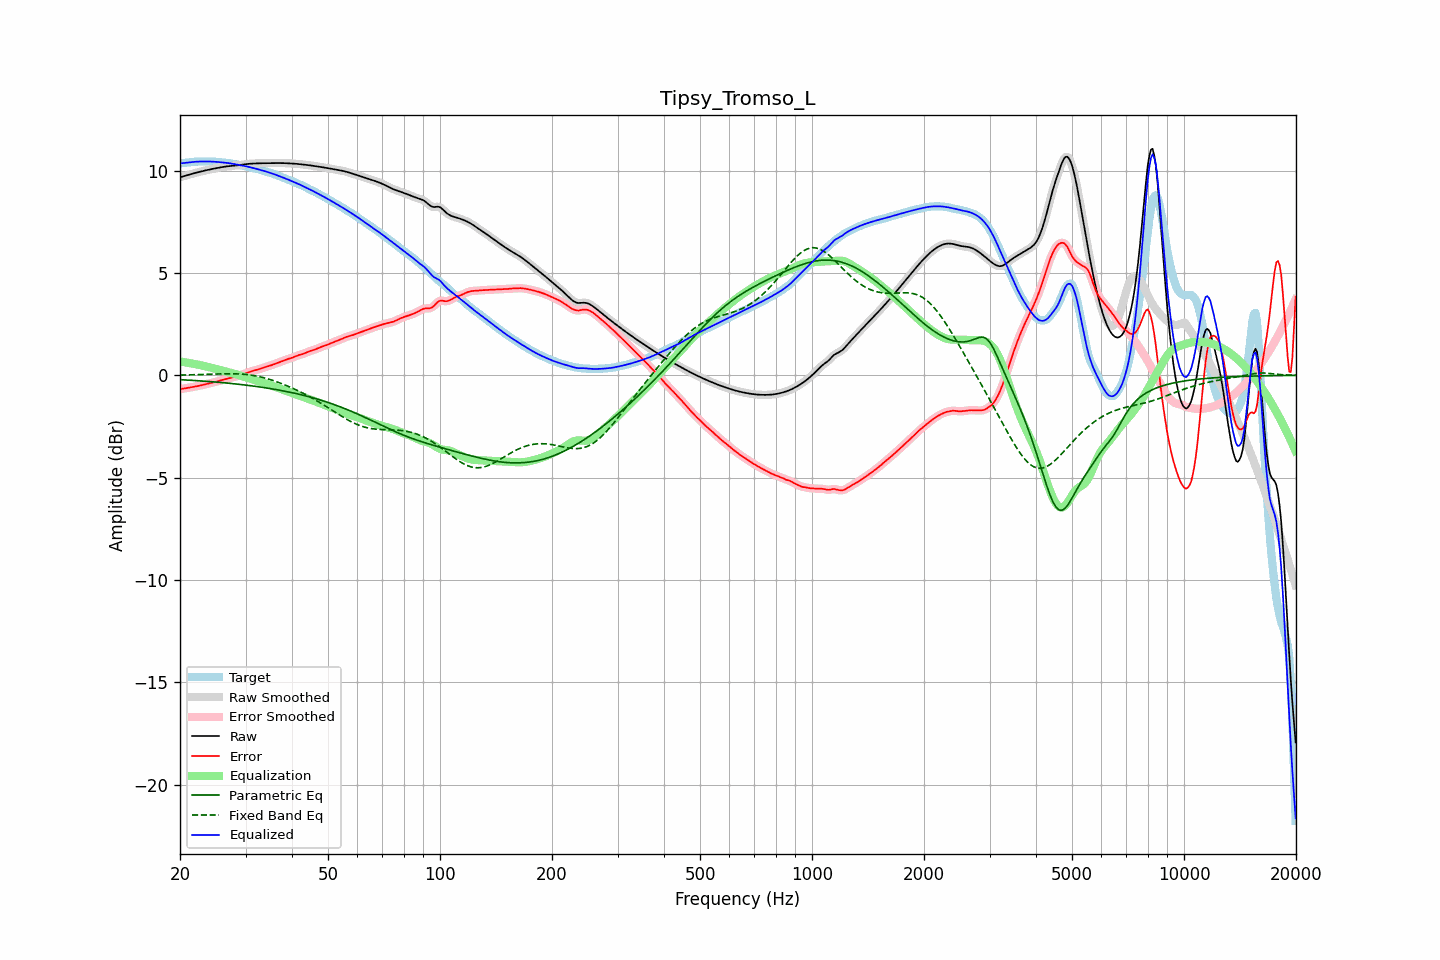 Tipsy_Tromso_L
Amplitude (dBr)
10
5
0
−5
−10
−15
−20
Target
Raw Smoothed
Error Smoothed
Raw
Error
Equalization
Parametric Eq
Fixed Band Eq
Equalized
20 50 100 200 500 1000 2000 5000 10000 20000
Frequency (Hz)